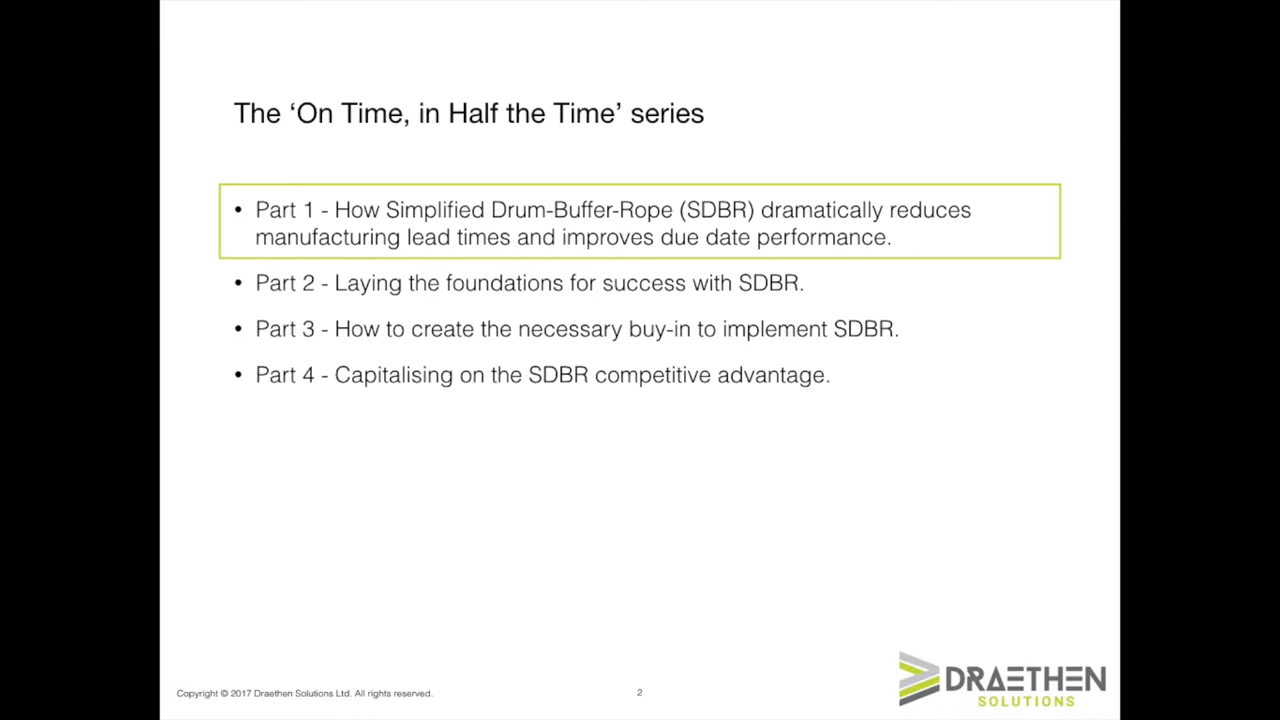 The ‘On Time, in Half the Time’ series
• Part 1 - How Simplified Drum-Buffer-Rope (SDBR) dramatically reduces
manufacturing lead times and improves due date performance.
• Part 2 - Laying the foundations for success with SDBR.
• Part 3 - How to create the necessary buy-in to implement SDBR.
• Part 4 - Capitalising on the SDBR competitive advantage.
Copyright © 2017 Draethen Solutions Ltd. All rights reserved.
2
DRAETHEN
SOLUTIONS